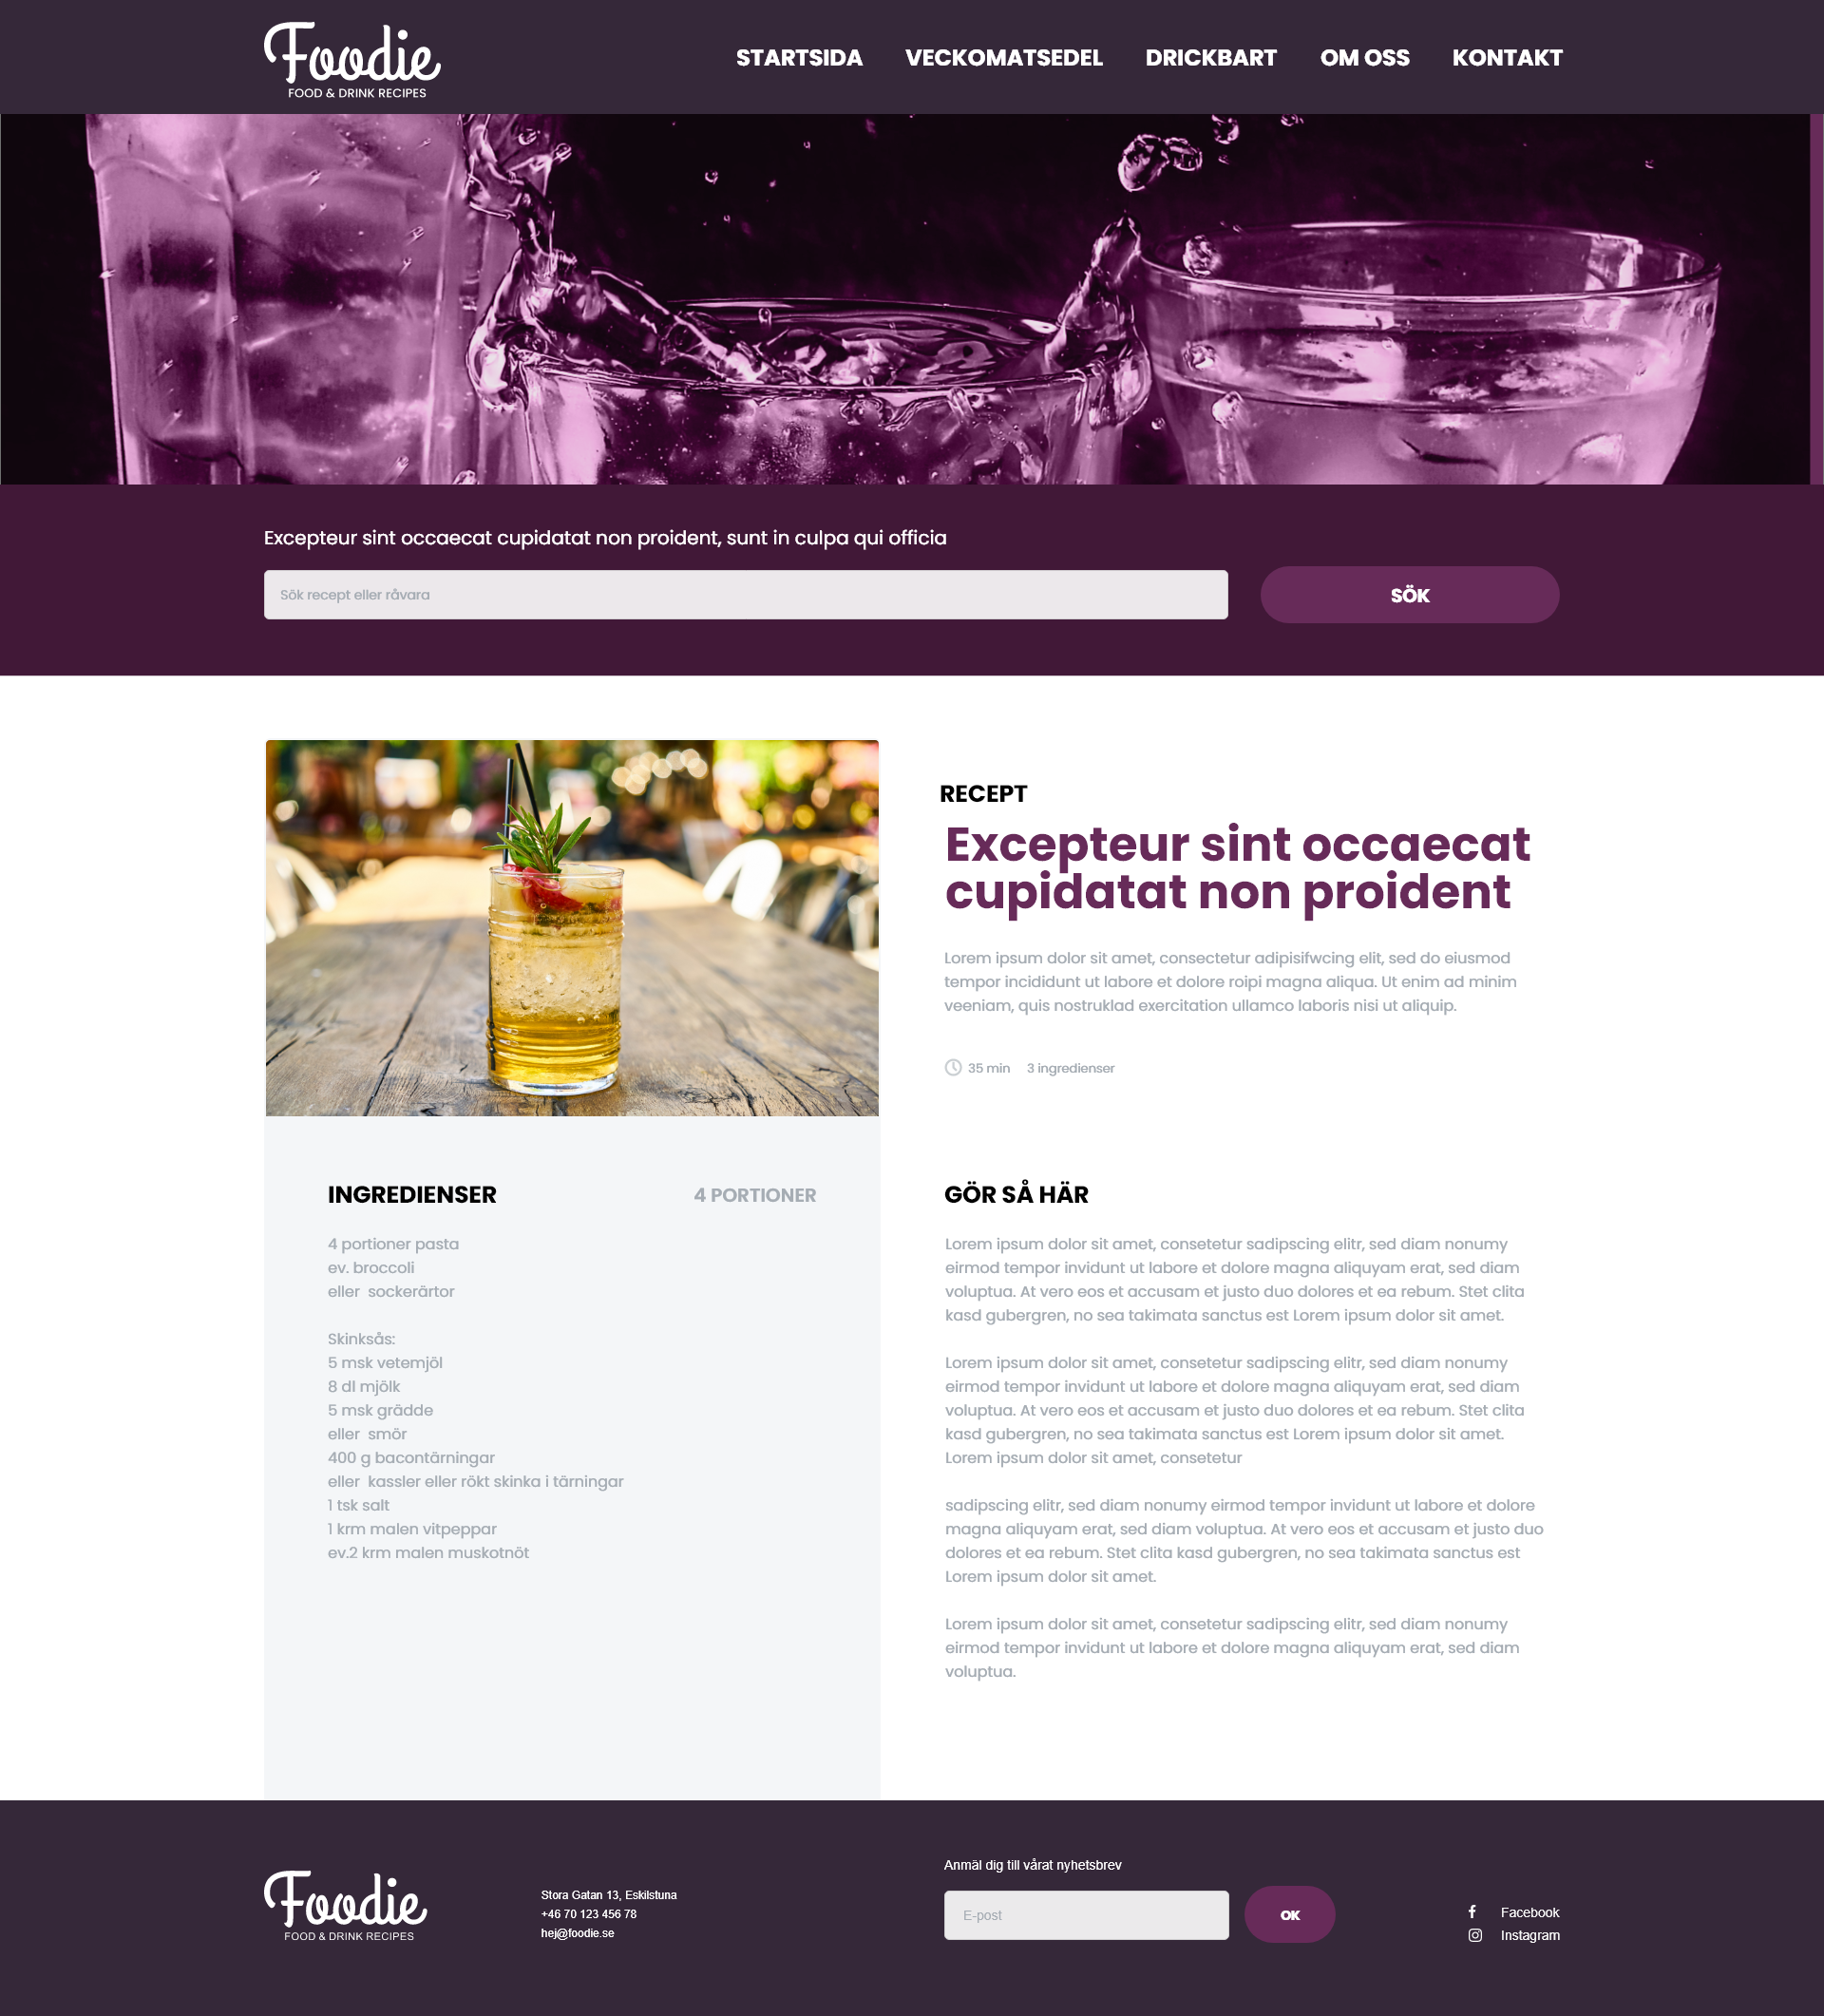 Foodie
FOOD & DRINK RECIPES
STARTSIDA VECKOMATSEDEL DRICKBART OM OSS KONTAKT
Excepteur sint occaecat cupidatat non proident, sunt in culpa qui officia
Sök recept eller råvara
SÖK
RECEPT
Excepteur sint occaecat
cupidatat non proident
Lorem ipsum dolor sit amet, consectetur adipisifwcing elit, sed do eiusmod
tempor incididunt ut labore et dolore roipi magna aliqua. Ut enim ad minim
veeniam, quis nostruklad exercitation ullamco laboris nisi ut aliquip.
35 min 3 ingredienser
INGREDIENSER 4 PORTIONER
4 portioner pasta
ev. broccoli
eller  sockerärtor
Skinksås:
5 msk vetemjöl
8 dl mjölk
5 msk grädde
eller  smör
400 g bacontärningar
eller  kassler eller rökt skinka i tärningar
1 tsk salt
1 krm malen vitpeppar
ev.2 krm malen muskotnöt
GÖR SÅ HÄR
Lorem ipsum dolor sit amet, consetetur sadipscing elitr, sed diam nonumy
eirmod tempor invidunt ut labore et dolore magna aliquyam erat, sed diam
voluptua. At vero eos et accusam et justo duo dolores et ea rebum. Stet clita
kasd gubergren, no sea takimata sanctus est Lorem ipsum dolor sit amet.
Lorem ipsum dolor sit amet, consetetur sadipscing elitr, sed diam nonumy
eirmod tempor invidunt ut labore et dolore magna aliquyam erat, sed diam
voluptua. At vero eos et accusam et justo duo dolores et ea rebum. Stet clita
kasd gubergren, no sea takimata sanctus est Lorem ipsum dolor sit amet.
Lorem ipsum dolor sit amet, consetetur
sadipscing elitr, sed diam nonumy eirmod tempor invidunt ut labore et dolore
magna aliquyam erat, sed diam voluptua. At vero eos et accusam et justo duo
dolores et ea rebum. Stet clita kasd gubergren, no sea takimata sanctus est
Lorem ipsum dolor sit amet.
Lorem ipsum dolor sit amet, consetetur sadipscing elitr, sed diam nonumy
eirmod tempor invidunt ut labore et dolore magna aliquyam erat, sed diam
voluptua.
Foodie
FOOD & DRINK RECIPES
Stora Gatan 13, Eskilstuna
+46 70 123 456 78
hej@foodie.se
Anmäl dig till vårat nyhetsbrev
E-post
OK
Facebook
Instagram